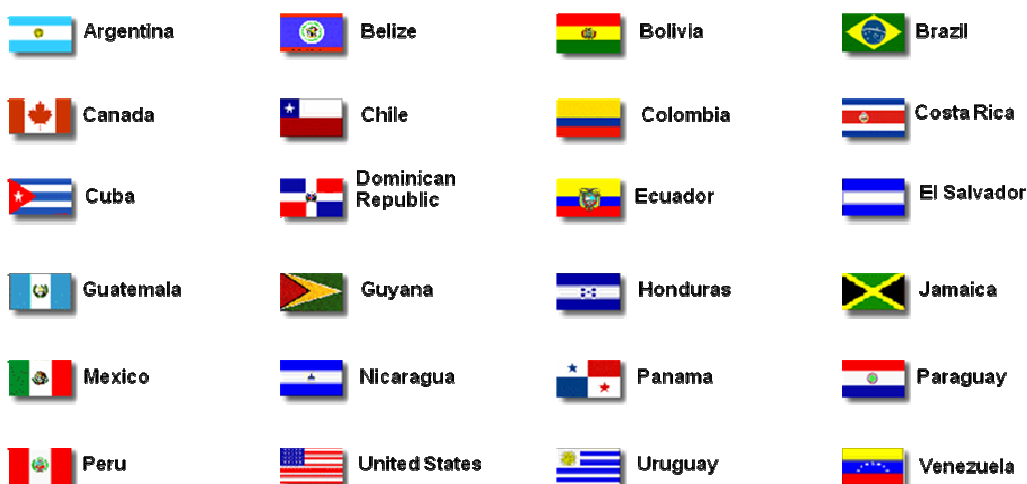 Argentina
Belize
Bolivia
Brazil
Canada
Chile
Colombia
Costa Rica
Cuba
Dominican
Republic
Ecuador
El Salvador
Guatemala
Guyana
Honduras
Jamaica
Mexico
Nicaragua
Panama
Paraguay
Peru
United States
Uruguay
Venezuela